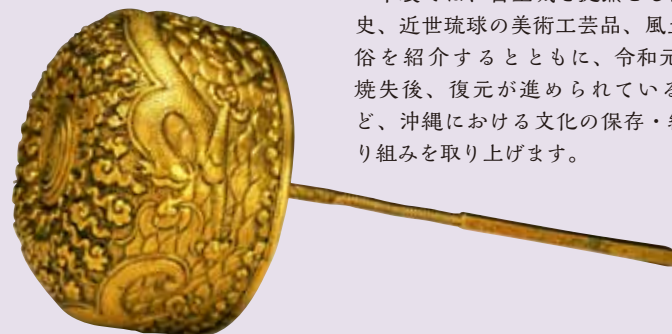 史、近世琉球の美術工芸品、風
俗を紹介するとともに、令和元
焼失後、復元が進められている
ど、沖縄における文化の保存・
り組みを取り上げます。